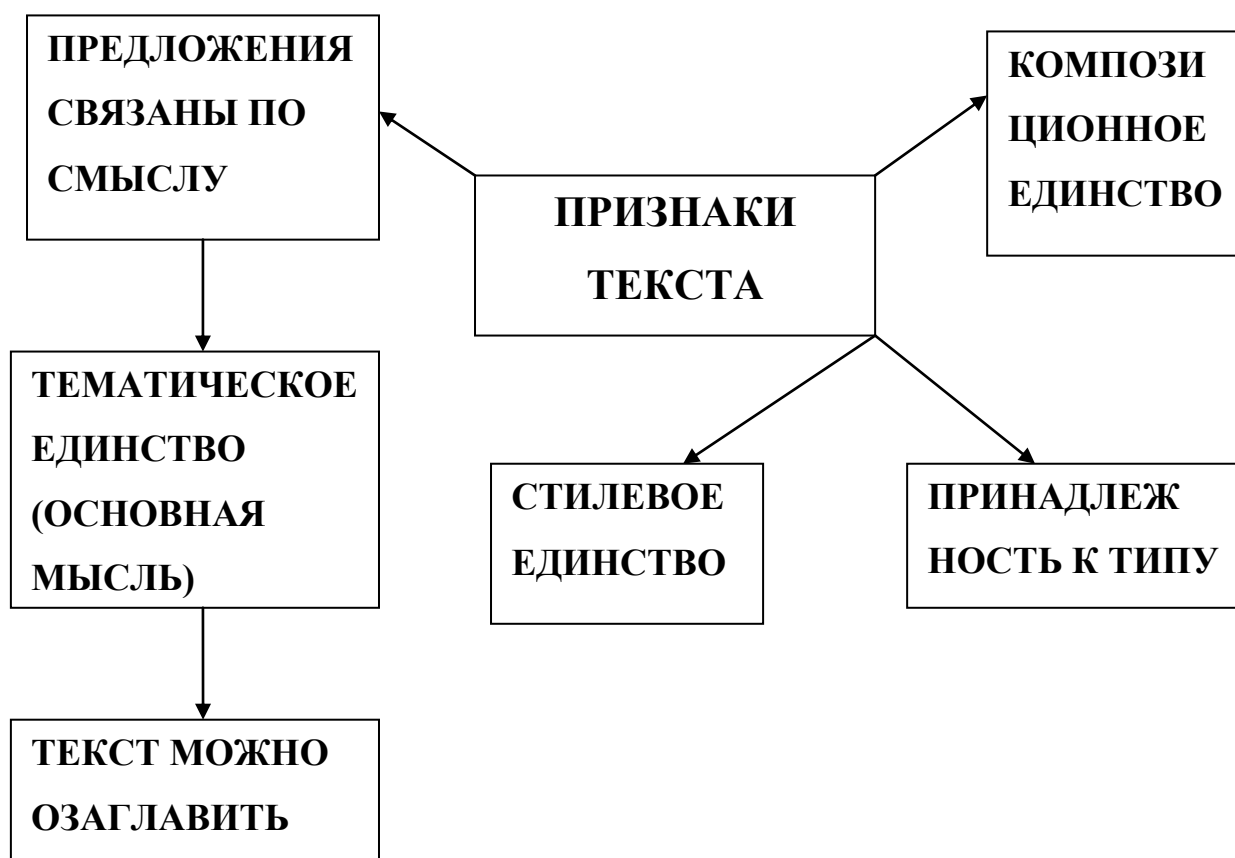 ПРЕДЛОЖЕНИЯ
СВЯЗАНЫ ПО
СМЫСЛУ
КОМПОЗИ
ЦИОННОЕ
ЕДИНСТВО
ПРИЗНАКИ
ТЕКСТА
ТЕМАТИЧЕСКОЕ
ЕДИНСТВО
(ОСНОВНАЯ
МЫСЛЬ)
СТИЛЕВОЕ
ЕДИНСТВО
ПРИНАДЛЕЖ
НОСТЬ К ТИПУ
ТЕКСТ МОЖНО
ОЗАГЛАВИТЬ